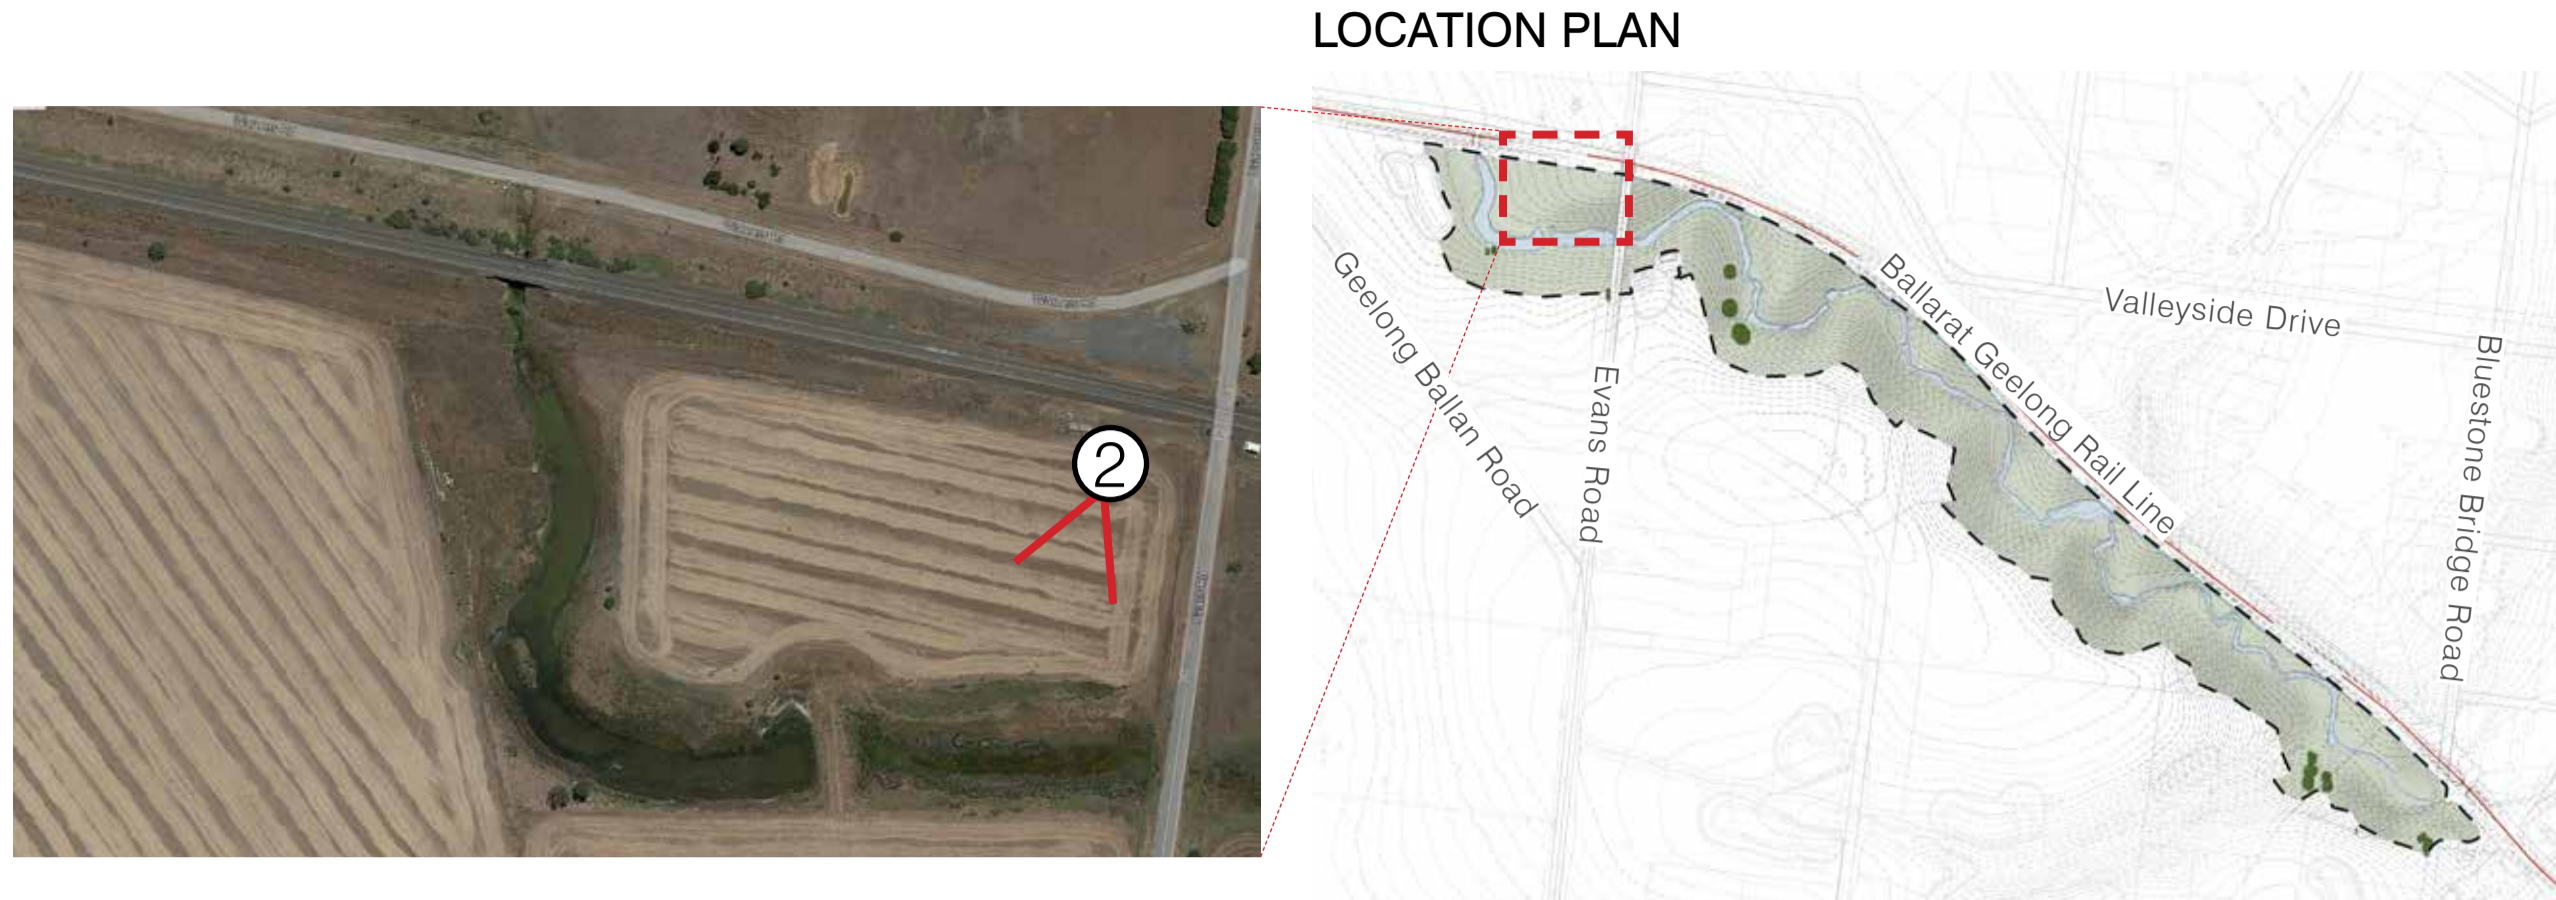 LOCATION PLAN
2
Geelong Ballan Road
Evans Road
Ballarat Geelong Rail Line
Valleyside Drive
Bluestone Bridge Road